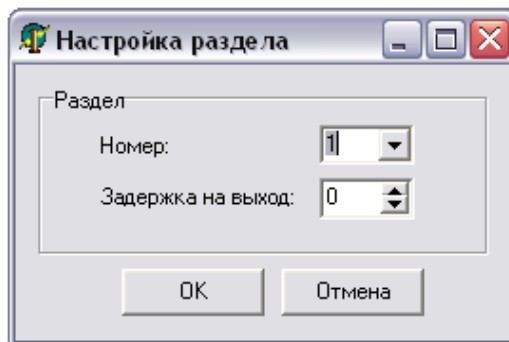 Настройка раздела
Раздел
Номер: 1
Задержка на выход: 0
OK Отмена